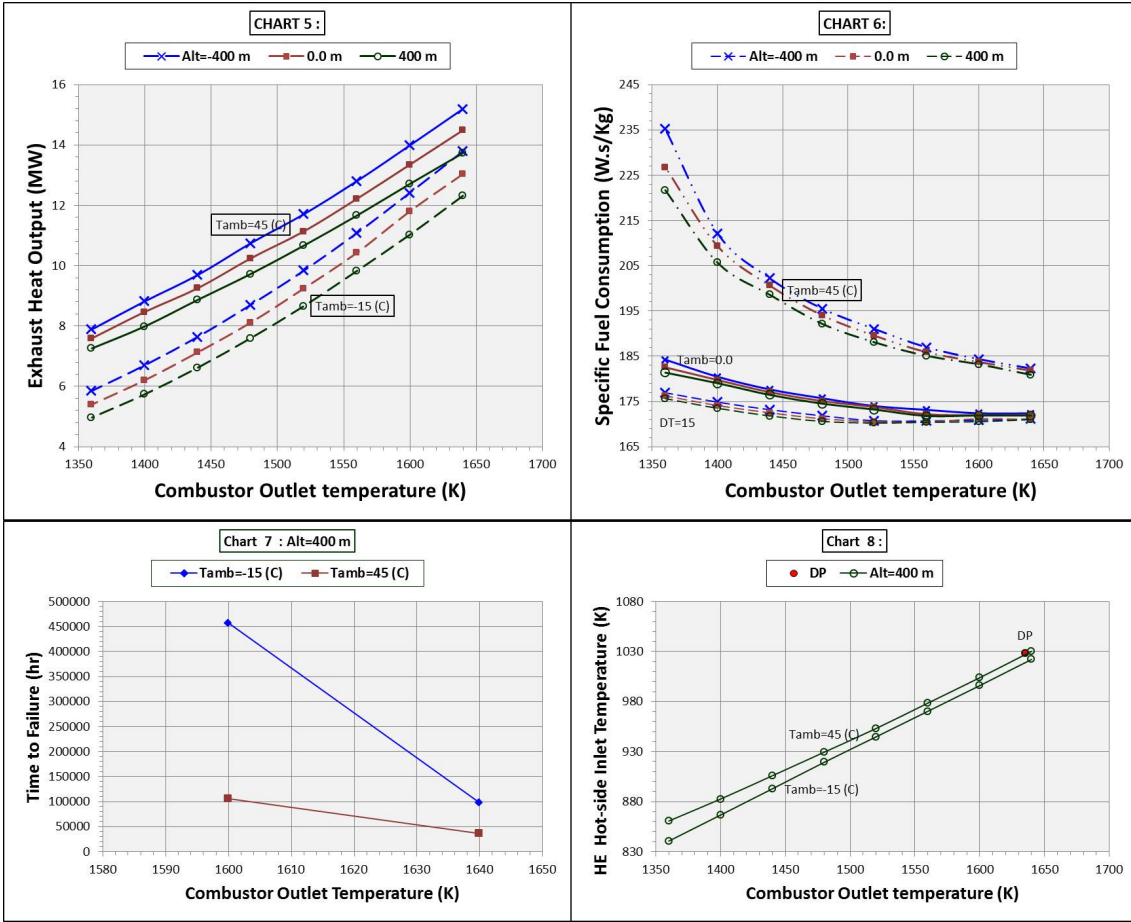 CHART 5 :
Alt=-400 m
0.0 m
400 m
Exhaust Heat Output (MW)
16
14
12
10
8
6
4
Tamb=45 (C)
Tamb=-15 (C)
1350 1400 1450 1500 1550 1600 1650 1700
Combustor Outlet temperature (K)
CHART 6:
Alt=-400 m
0.0 m
400 m
Specific Fuel Consumption (W.s/Kg)
245
235
225
215
205
195
185
175
165
Tamb=45 (C)
Tamb=0.0
DT=15
1350 1400 1450 1500 1550 1600 1650 1700
Combustor Outlet temperature (K)
Chart 7 : Alt=400 m
Tamb=-15 (C)
Tamb=45 (C)
Time to Failure (hr)
500000
450000
400000
350000
300000
250000
200000
150000
100000
50000
0
1580 1590 1600 1610 1620 1630 1640 1650
Combustor Outlet Temperature (K)
Chart 8 :
DP
Alt=400 m
HE Hot-side Inlet Temperature (K)
1080
1030
980
930
880
830
DP
Tamb=45 (C)
Tamb=-15 (C)
1350 1400 1450 1500 1550 1600 1650 1700
Combustor Outlet temperature (K)